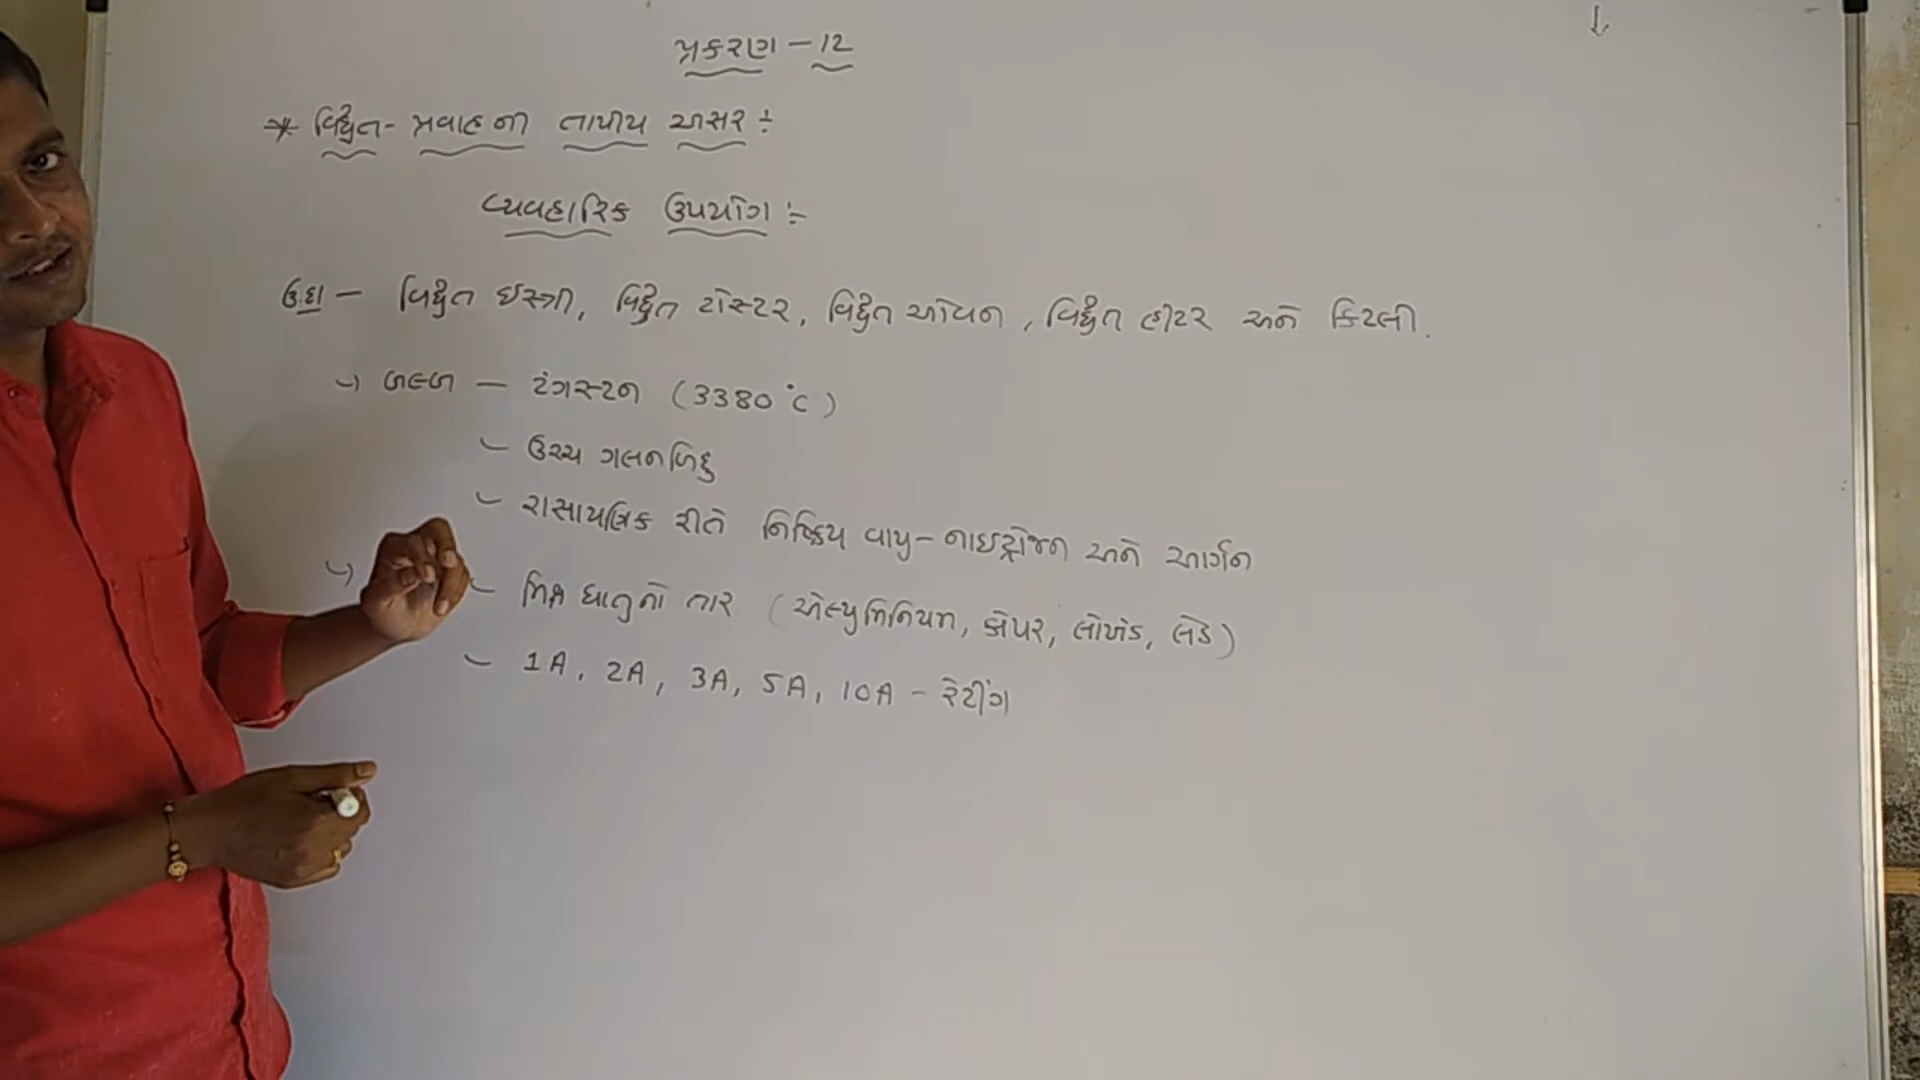 પ્રકરણ - 12
* વિદ્યુત - પ્રવાહની તાપીય અસર :-
વ્યવહારિક ઉપયોગ :-
ઉ.દા - વિદ્યુત ઇસ્ત્રી, વિદ્યુત ટોસ્ટર, વિદ્યુત ઓવન, વિદ્યુત હીટર અને કિટલી.
→ બલ્બ - ટંગસ્ટન (3380°C)
- ઉચ્ચ ગલનબિંદુ
- રાસાયણિક રીતે નિષ્ક્રિય વાયુ - નાઇટ્રોજન અને આર્ગન
→ - મિશ્ર ધાતુનો તાર (એલ્યુમિનિયમ, કોપર, લોખંડ, લેડ)
- 1A, 2A, 3A, 5A, 10A - રેટીંગ